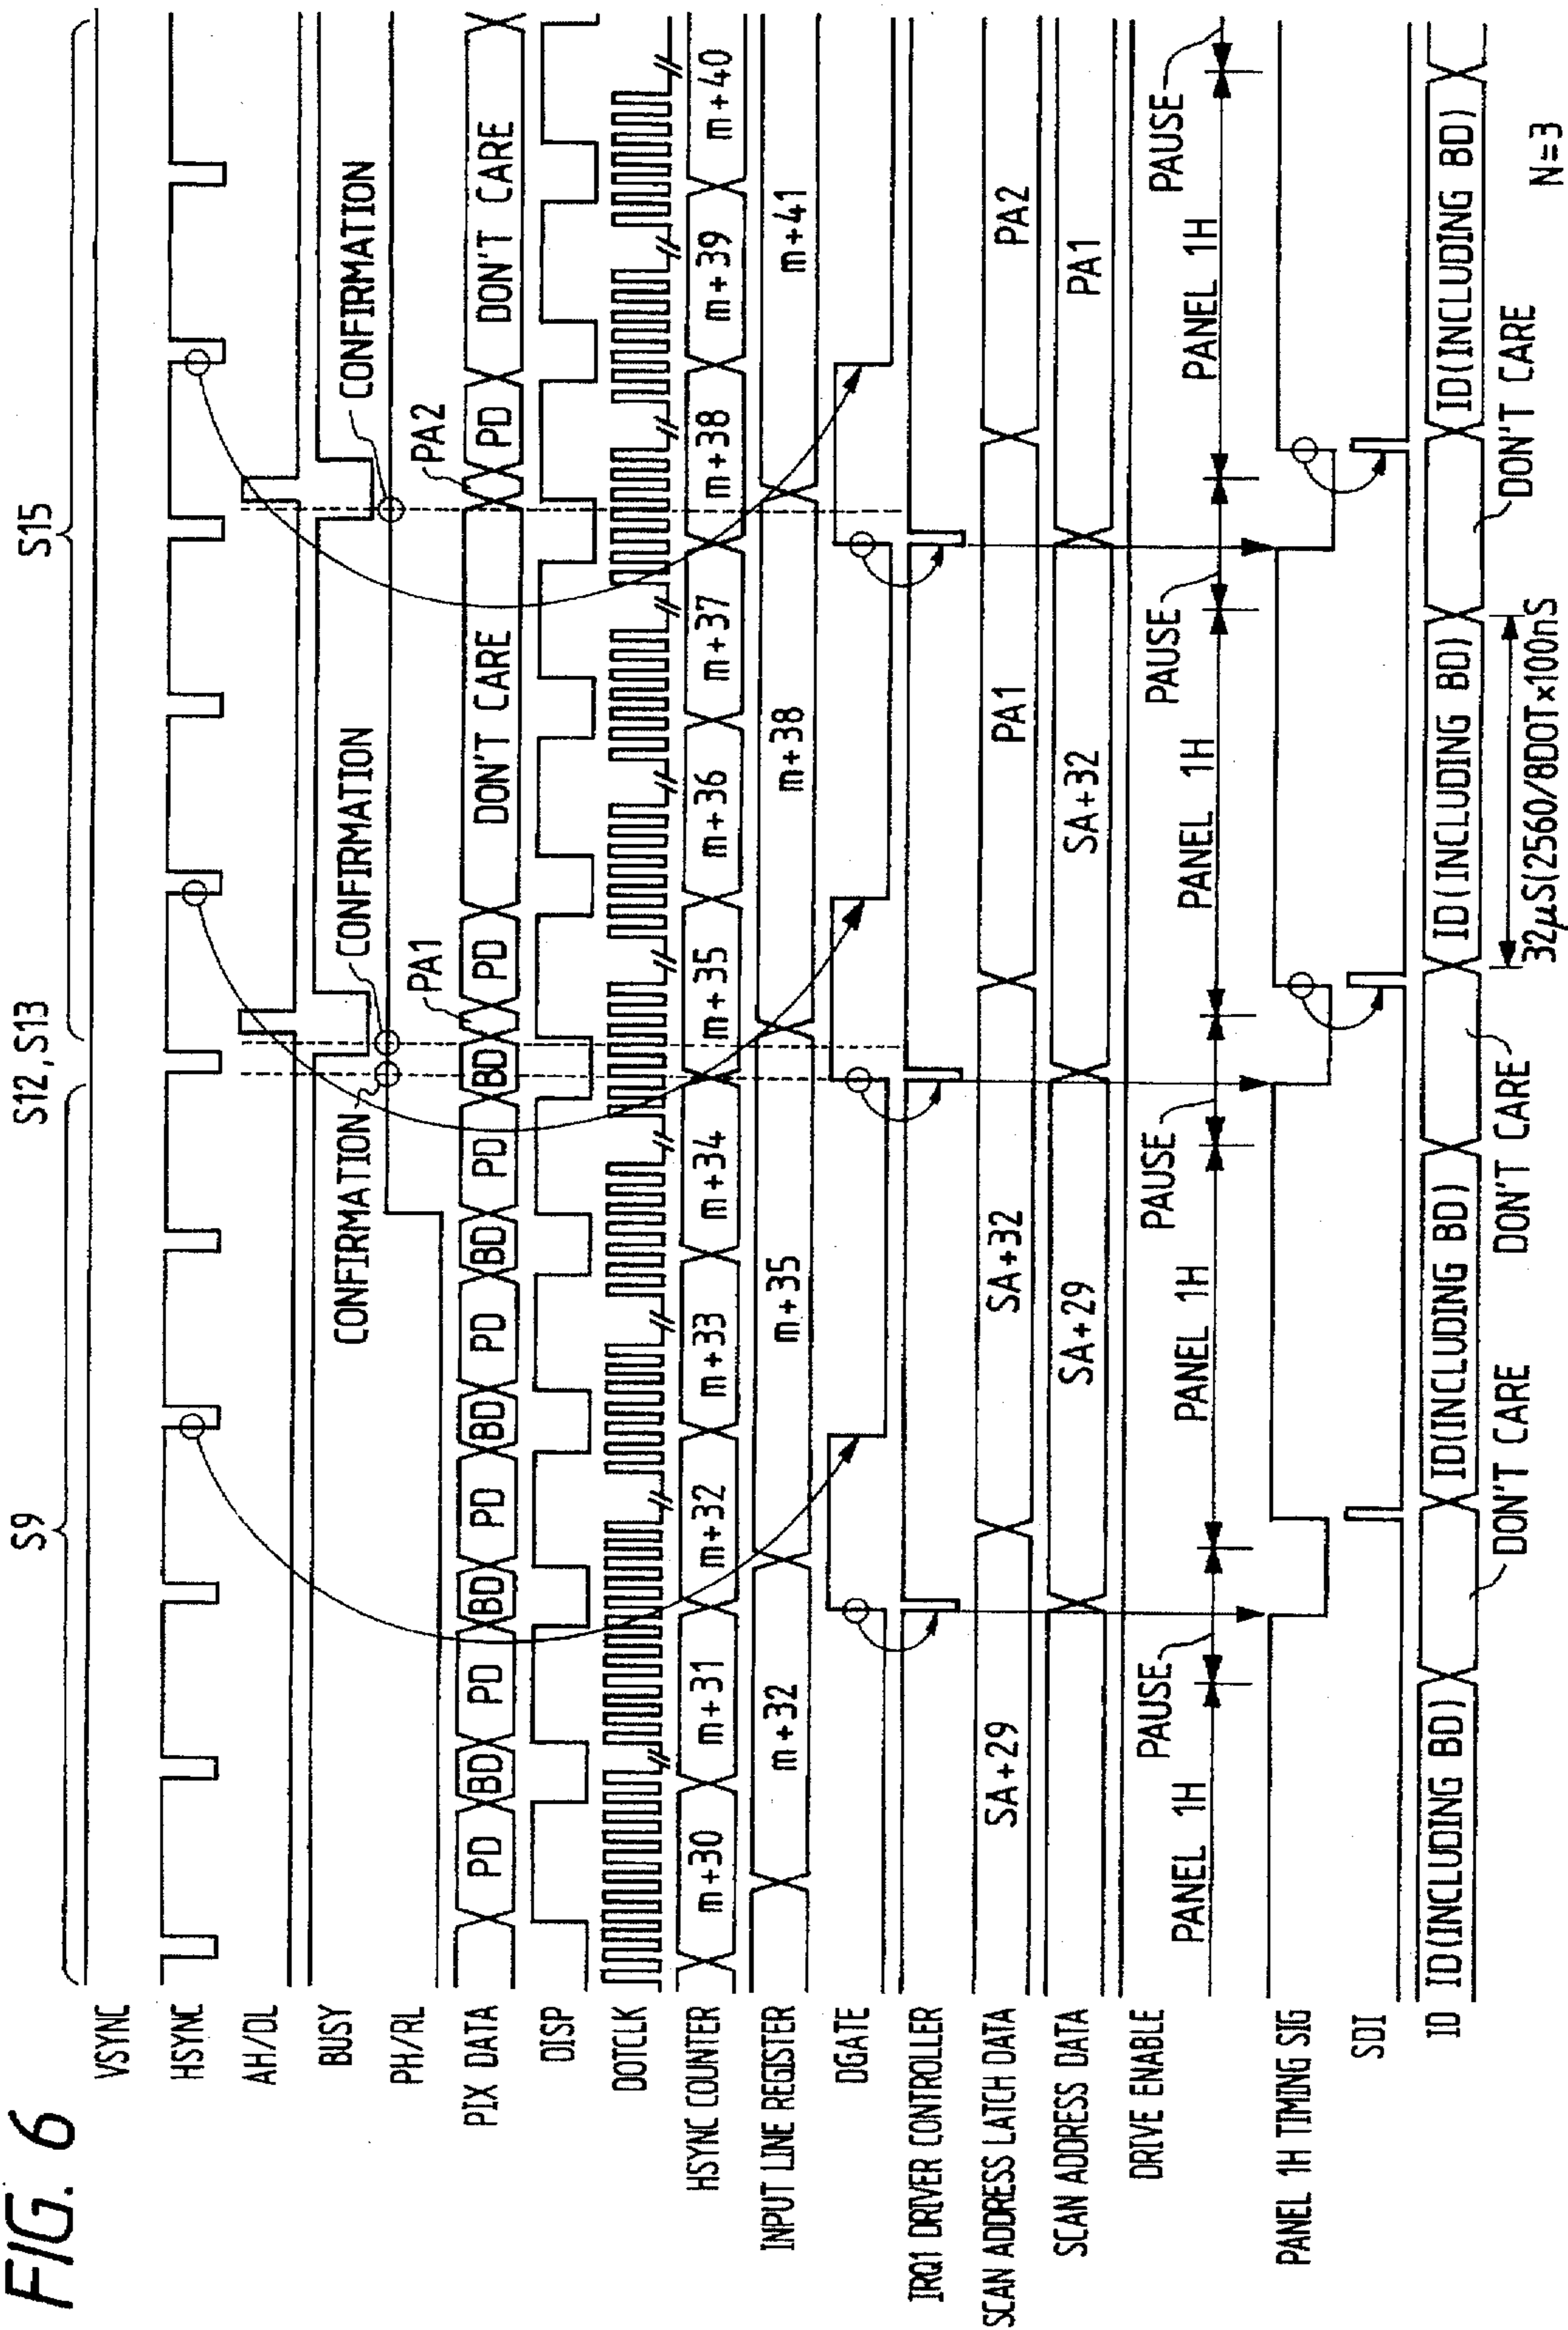 FIG. 6
S9
S12, S13
S15
VSYNC
HSYNC
AH/DL
BUSY
CONFIRMATION
CONFIRMATION
CONFIRMATION
PH/RL
PA1
PA2
PIX DATA
PD BD PD BD PD BD PD BD PD BD PD DON'T CARE PD DON'T CARE
DISP
DOTCLK
HSYNC COUNTER
m+30 m+31 m+32 m+33 m+34 m+35 m+36 m+37 m+38 m+39 m+40
INPUT LINE REGISTER
m+32 m+35 m+38 m+41
DGATE
IRQ1 DRIVER CONTROLLER
SCAN ADDRESS LATCH DATA
SA+29 SA+32 PA1 PA2
SCAN ADDRESS DATA
SA+29 SA+32 PA1
DRIVE ENABLE
PAUSE PAUSE PAUSE PAUSE
PANEL 1H PANEL 1H PANEL 1H PANEL 1H
PANEL 1H TIMING SIG
SDI
ID
ID(INCLUDING BD) ID(INCLUDING BD) ID(INCLUDING BD) ID(INCLUDING BD)
DON'T CARE DON'T CARE DON'T CARE
32μS(2560/8DOT×100nS
N=3